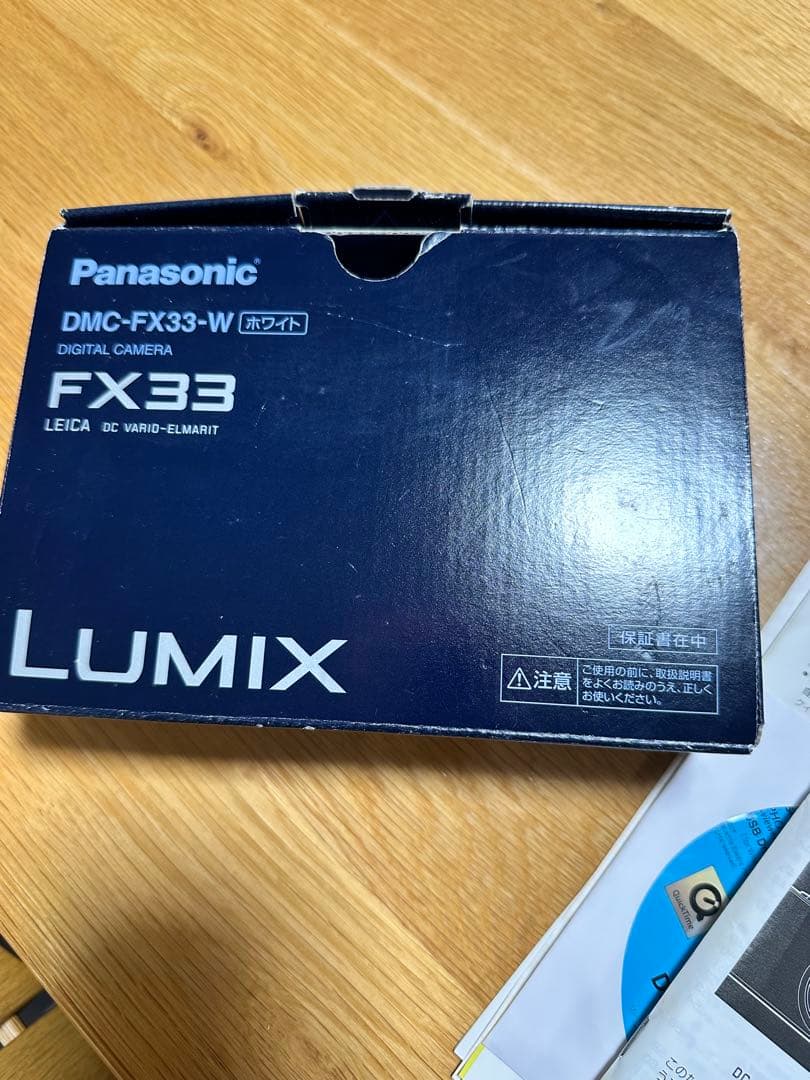 Panasonic®
DMC-FX33-W ホワイト
DIGITAL CAMERA
FX33
LEICA DC VARIO-ELMARIT
LUMIX
保証書在中
⚠注意
ご使用の前に、取扱説明書
をよくお読みのうえ、正しく
お使いください。
QuickTime